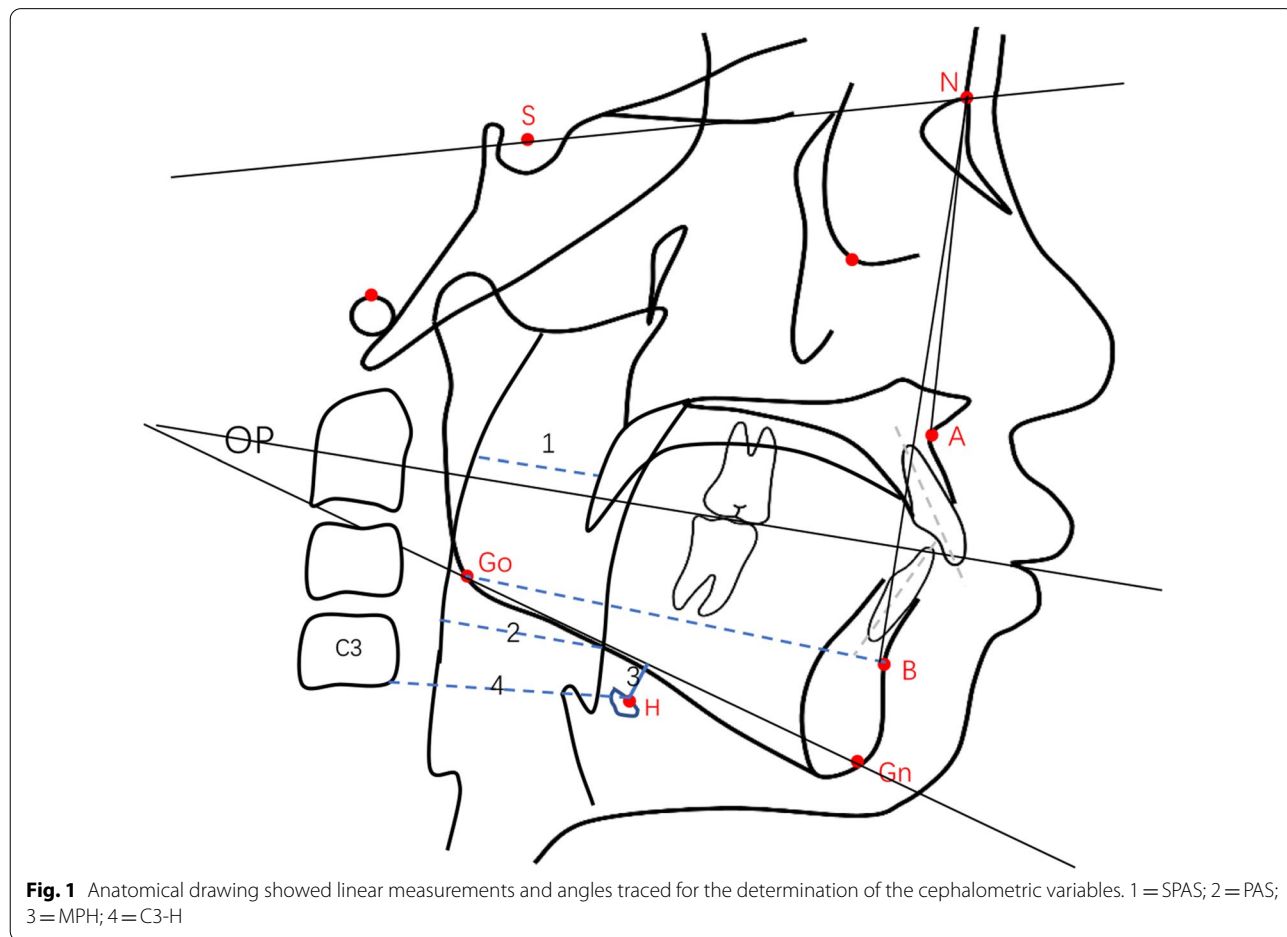 N
S
A
OP
1
Go
2
C3
3
B
4
H
Gn
Fig. 1 Anatomical drawing showed linear measurements and angles traced for the determination of the cephalometric variables. 1 = SPAS; 2 = PAS;
3 = MPH; 4 = C3-H